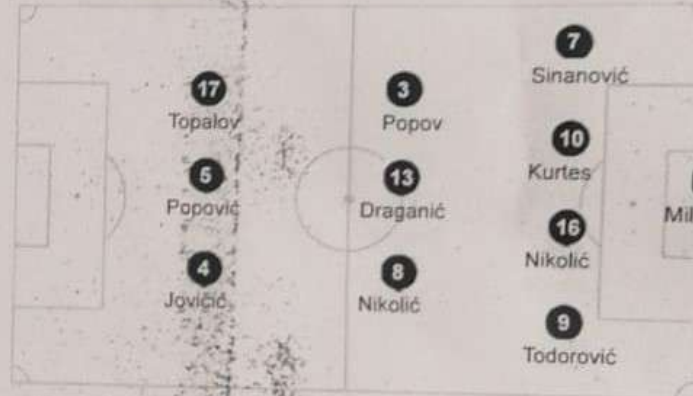 7
Sinanović
17
Topalov
3
Popov
10
Kurtes
5
Popović
13
Draganić
16
Nikolić
4
Jovičić
8
Nikolić
9
Todorović